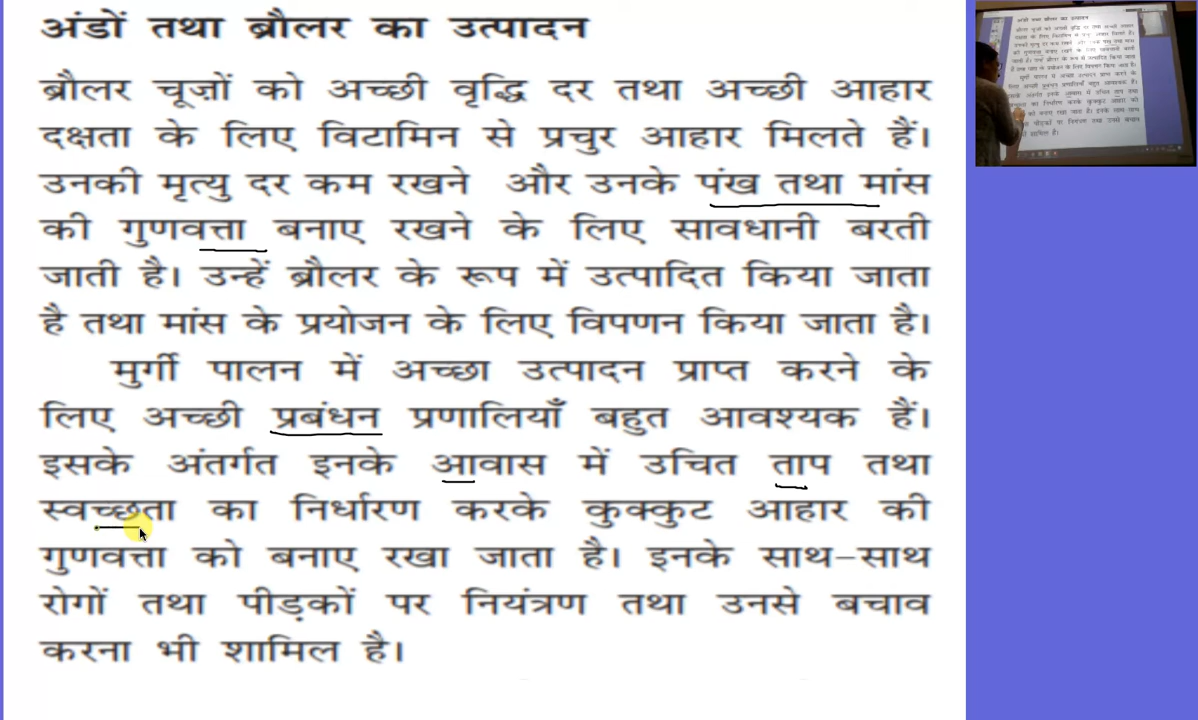 अंडों तथा ब्रौलर का उत्पादन
ब्रौलर चूज़ों को अच्छी वृद्धि दर तथा अच्छी आहार
दक्षता के लिए विटामिन से प्रचुर आहार मिलते हैं।
उनकी मृत्यु दर कम रखने और उनके पंख तथा मांस
की गुणवत्ता बनाए रखने के लिए सावधानी बरती
जाती है। उन्हें ब्रौलर के रूप में उत्पादित किया जाता
है तथा मांस के प्रयोजन के लिए विपणन किया जाता है।
मुर्गी पालन में अच्छा उत्पादन प्राप्त करने के
लिए अच्छी प्रबंधन प्रणालियाँ बहुत आवश्यक हैं।
इसके अंतर्गत इनके आवास में उचित ताप तथा
स्वच्छता का निर्धारण करके कुक्कुट आहार की
गुणवत्ता को बनाए रखा जाता है। इनके साथ-साथ
रोगों तथा पीड़कों पर नियंत्रण तथा उनसे बचाव
करना भी शामिल है।